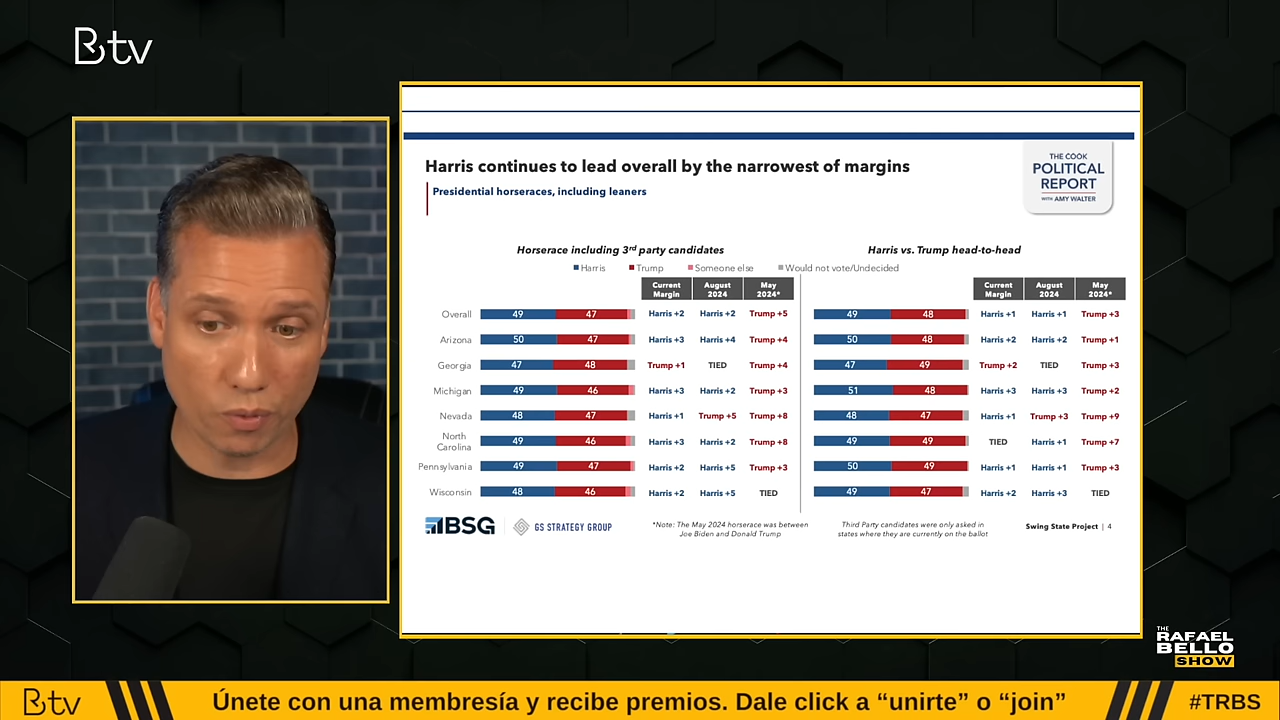 Btv
Harris continues to lead overall by the narrowest of margins
Presidential horseraces, including leaners
THE COOK
POLITICAL
REPORT
WITH AMY WALTER
Horserace including 3rd party candidates
Harris vs. Trump head-to-head
Harris Trump Someone else Would not vote/Undecided
Current Margin August 2024 May 2024* Current Margin August 2024 May 2024*
Overall 49 47 Harris +2 Harris +2 Trump +5 49 48 Harris +1 Harris +1 Trump +3
Arizona 50 47 Harris +3 Harris +4 Trump +4 50 48 Harris +2 Harris +2 Trump +1
Georgia 47 48 Trump +1 TIED Trump +4 47 49 Trump +2 TIED Trump +3
Michigan 49 46 Harris +3 Harris +2 Trump +3 51 48 Harris +3 Harris +3 Trump +2
Nevada 48 47 Harris +1 Trump +5 Trump +8 48 47 Harris +1 Trump +3 Trump +9
North Carolina 49 46 Harris +3 Harris +2 Trump +8 49 49 TIED Harris +1 Trump +7
Pennsylvania 49 47 Harris +2 Harris +5 Trump +3 50 49 Harris +1 Harris +1 Trump +3
Wisconsin 48 46 Harris +2 Harris +5 TIED 49 47 Harris +2 Harris +3 TIED
BSG
GS STRATEGY GROUP
*Note: The May 2024 horserace was between
Joe Biden and Donald Trump
Third Party candidates were only asked in
states where they are currently on the ballot
Swing State Project | 4
THE
RAFAEL
BELLO
SHOW
Btv
Únete con una membresía y recibe premios. Dale click a “unirte” o “join”
#TRBS